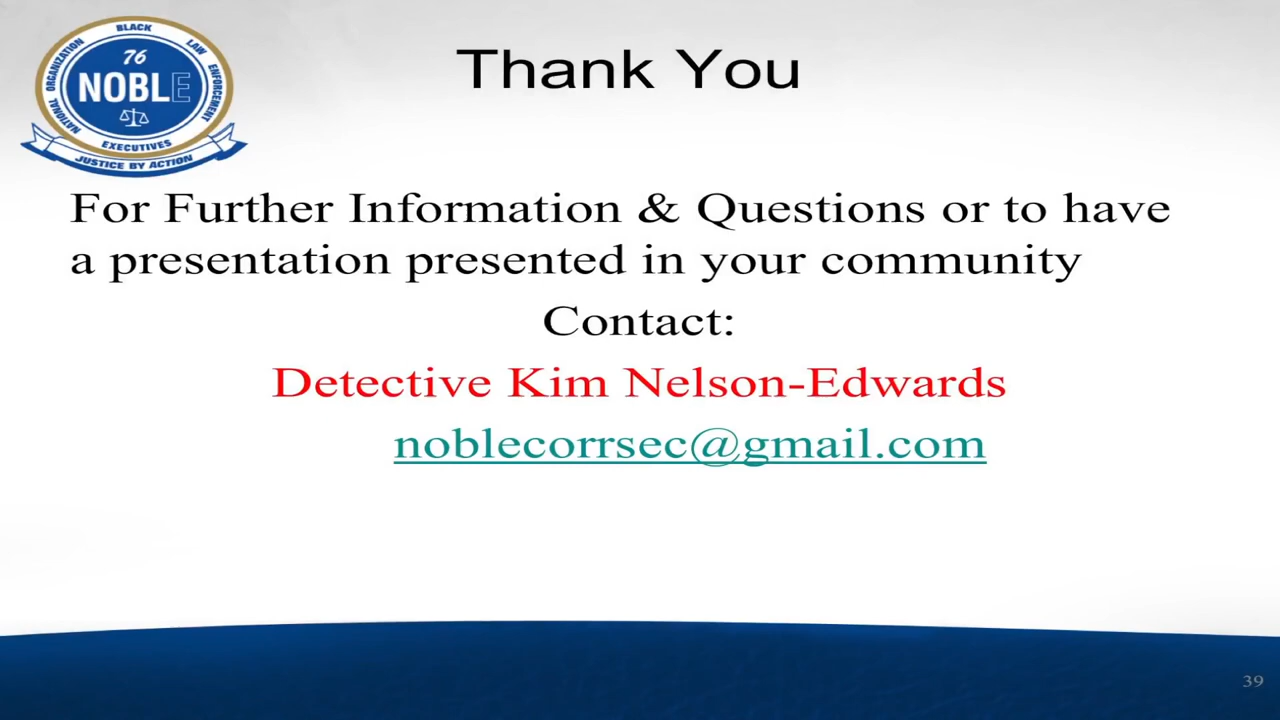 NATIONAL ORGANIZATION BLACK LAW ENFORCEMENT
76
NOBLE
EXECUTIVES
JUSTICE BY ACTION
Thank You
For Further Information & Questions or to have
a presentation presented in your community
Contact:
Detective Kim Nelson-Edwards
noblecorrsec@gmail.com
39